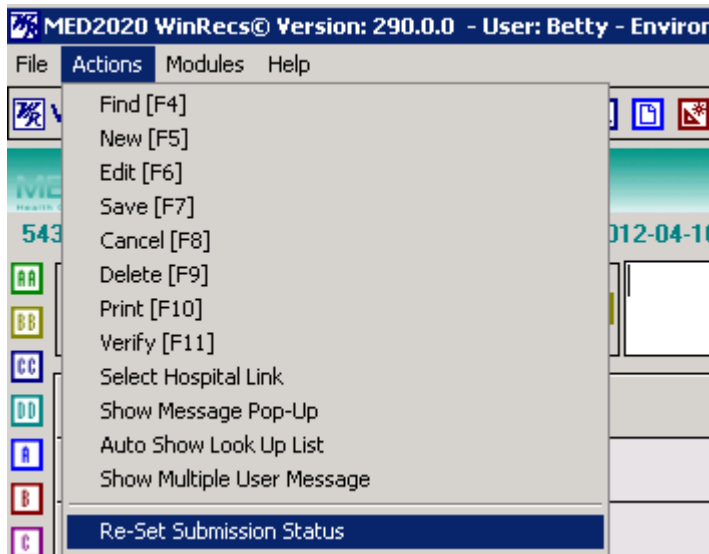 MED2020 WinRecs© Version: 290.0.0 - User: Betty - Enviror
File Actions Modules Help
Find [F4]
New [F5]
Edit [F6]
Save [F7]
Cancel [F8]
Delete [F9]
Print [F10]
Verify [F11]
Select Hospital Link
Show Message Pop-Up
Auto Show Look Up List
Show Multiple User Message
Re-Set Submission Status
543
012-04-10
AA
BB
CC
DD
A
B
C